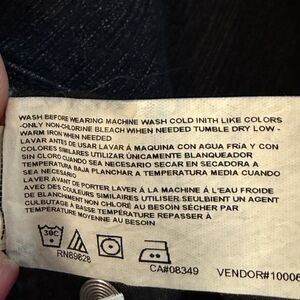 WASH BEFORE WEARING MACHINE WASH COLD INITH LIKE COLORS
-ONLY NON-CHLORINE BLEACH WHEN NEEDED TUMBLE DRY LOW -
WARM IRON WHEN NEEDED
LAVAR ANTES DE USAR LAVAR A MAQUINA CON AGUA FRÍA Y CON
COLORES SIMILARES UTILIZAR ÚNICAMENTE BLANQUEADOR
SIN CLORO CUANDO SEA NECESARIO SECAR EN SECADORA A
TEMPERATURA BAJA PLANCHAR A TEMPERATURA MEDIA CUANDO
SEA NECESARIO
LAVER AVANT DE PORTER LAVER À LA MACHINE À L'EAU FROIDE
AVEC DES COULEURS SIMILAIRES UTILISER SEULBIENT UN AGENT
DE BLANCHIMENT NON CHLORE AU BESOIN SÉCHER PAR
CULBUTAGE À BASSE TEMPÉRATURE REPASSER À
TEMPÉRATURE MOYENNE AU BESOIN
30C
RN89828
CA#08349
VENDOR#10006